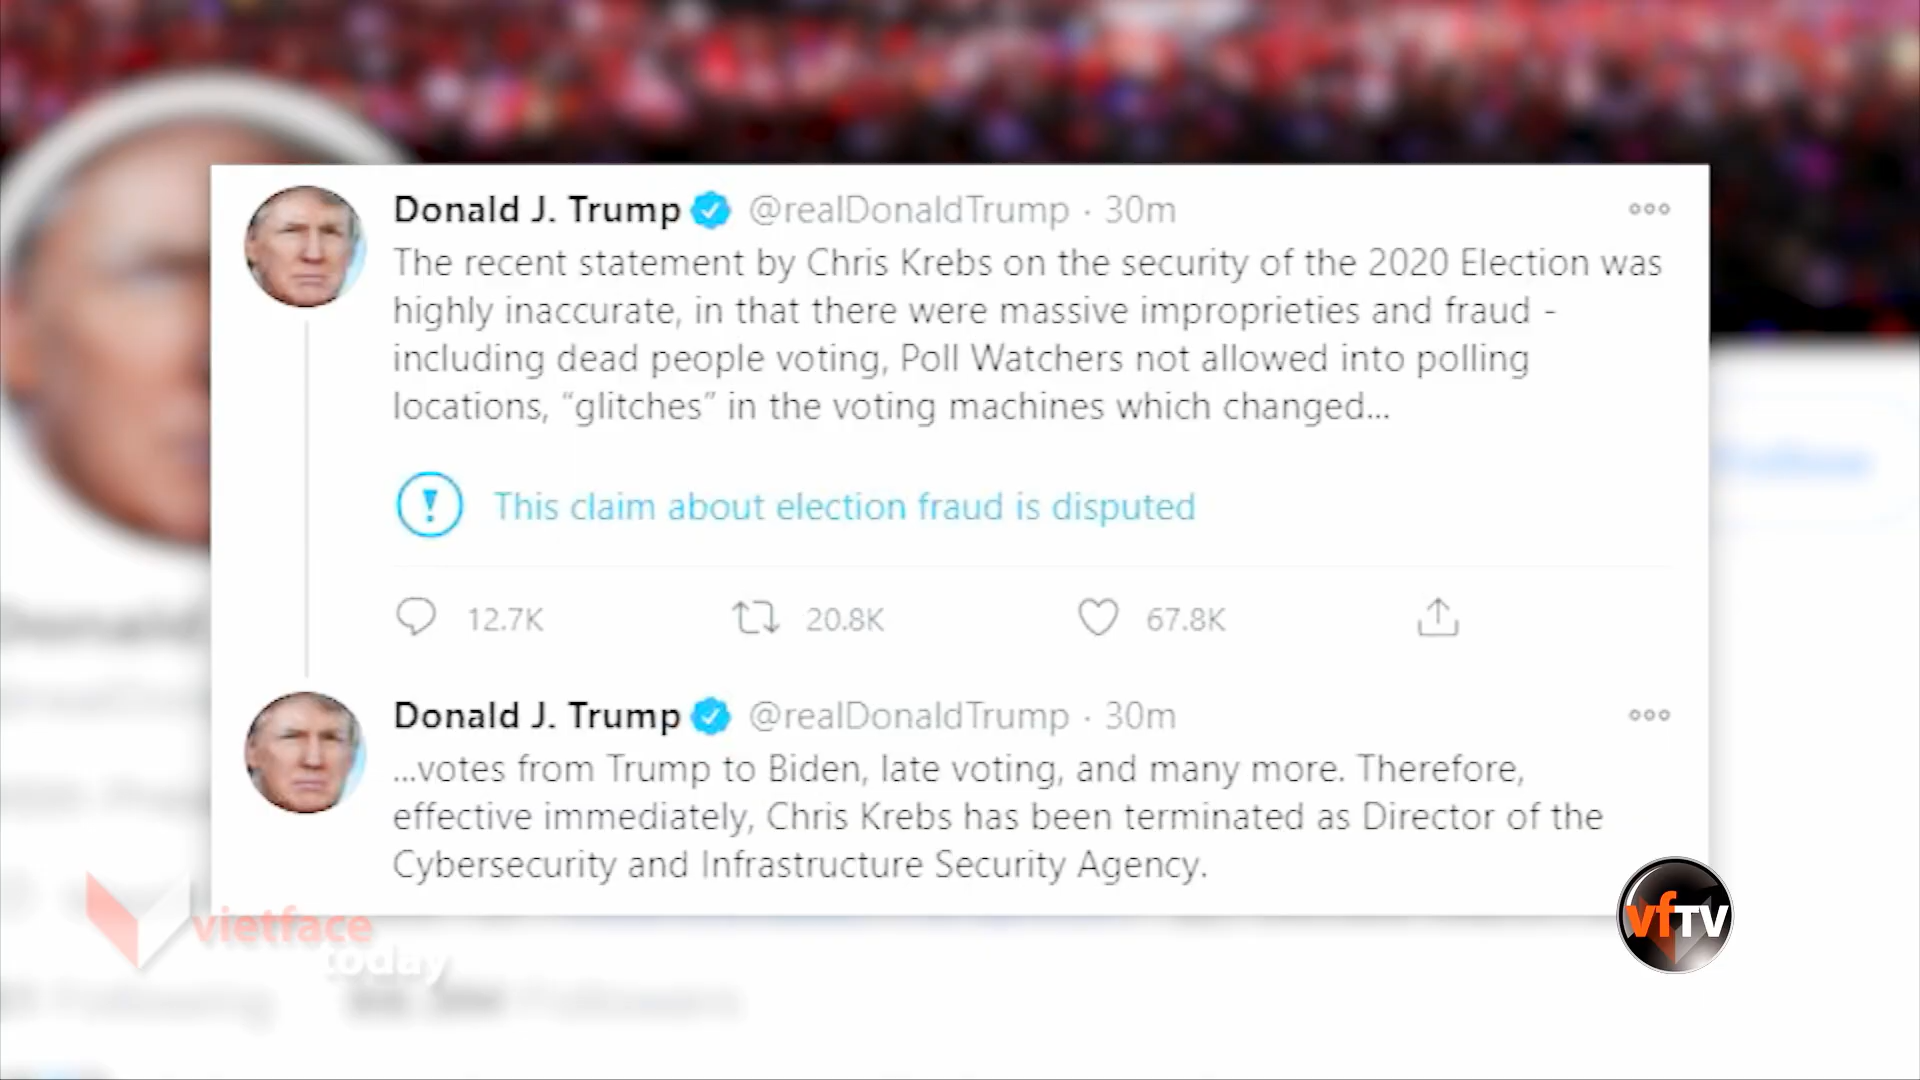 Donald J. Trump @realDonaldTrump · 30m
The recent statement by Chris Krebs on the security of the 2020 Election was
highly inaccurate, in that there were massive improprieties and fraud -
including dead people voting, Poll Watchers not allowed into polling
locations, “glitches” in the voting machines which changed...
This claim about election fraud is disputed
12.7K 20.8K 67.8K
Donald J. Trump @realDonaldTrump · 30m
...votes from Trump to Biden, late voting, and many more. Therefore,
effective immediately, Chris Krebs has been terminated as Director of the
Cybersecurity and Infrastructure Security Agency.
vietface
today
vfTV
Following Followers
Follow